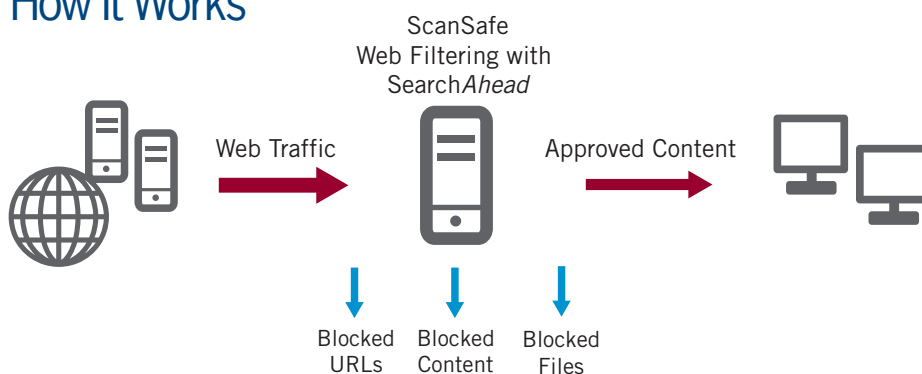 How it Works
ScanSafe
Web Filtering with
SearchAhead
Web Traffic
Approved Content
Blocked
URLs
Blocked
Content
Blocked
Files